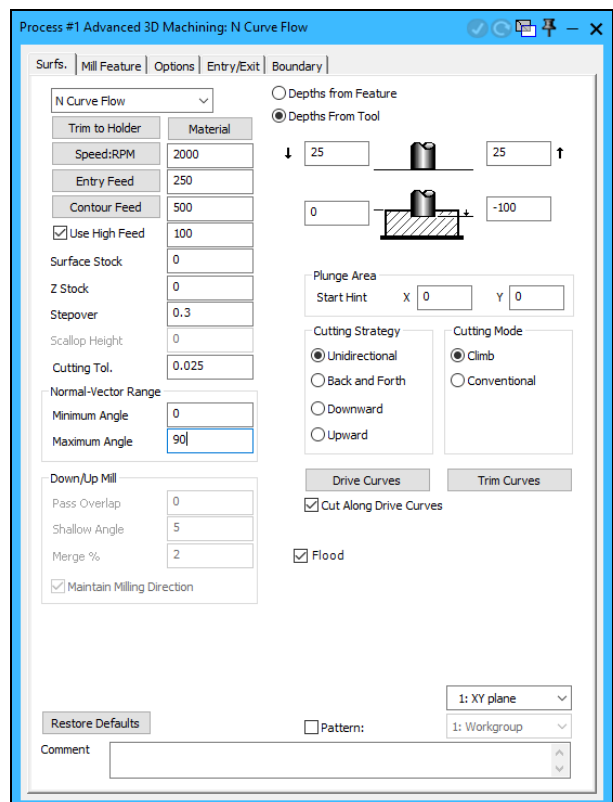 Process #1 Advanced 3D Machining: N Curve Flow
Surfs. Mill Feature Options Entry/Exit Boundary
N Curve Flow
Depths from Feature
Depths From Tool
Trim to Holder Material
Speed:RPM 2000
25 25
Entry Feed 250
Contour Feed 500
0 -100
Use High Feed 100
Surface Stock 0
Z Stock 0
Stepover 0.3
Scallop Height 0
Cutting Tol. 0.025
Plunge Area
Start Hint X 0 Y 0
Cutting Strategy
Unidirectional
Back and Forth
Downward
Upward
Cutting Mode
Climb
Conventional
Normal-Vector Range
Minimum Angle 0
Maximum Angle 90
Down/Up Mill
Pass Overlap 0
Shallow Angle 5
Merge % 2
Maintain Milling Direction
Drive Curves Trim Curves
Cut Along Drive Curves
Flood
1: XY plane
Restore Defaults
Pattern: 1: Workgroup
Comment